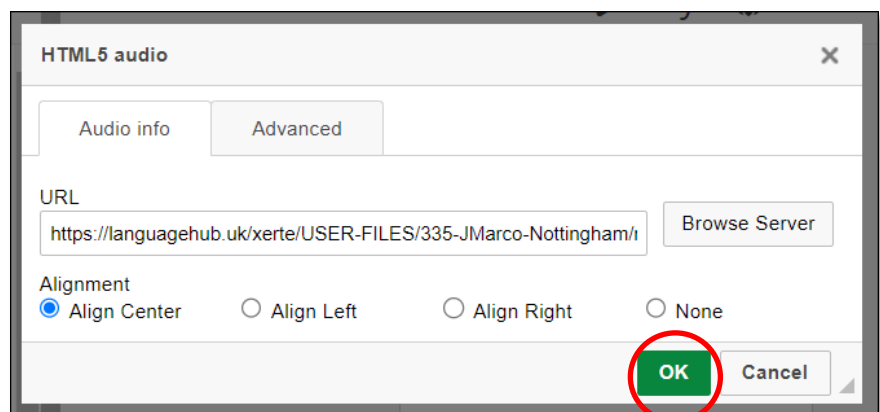 HTML5 audio
Audio info Advanced
URL
https://languagehub.uk/xerte/USER-FILES/335-JMarco-Nottingham/ Browse Server
Alignment
Align Center Align Left Align Right None
OK Cancel